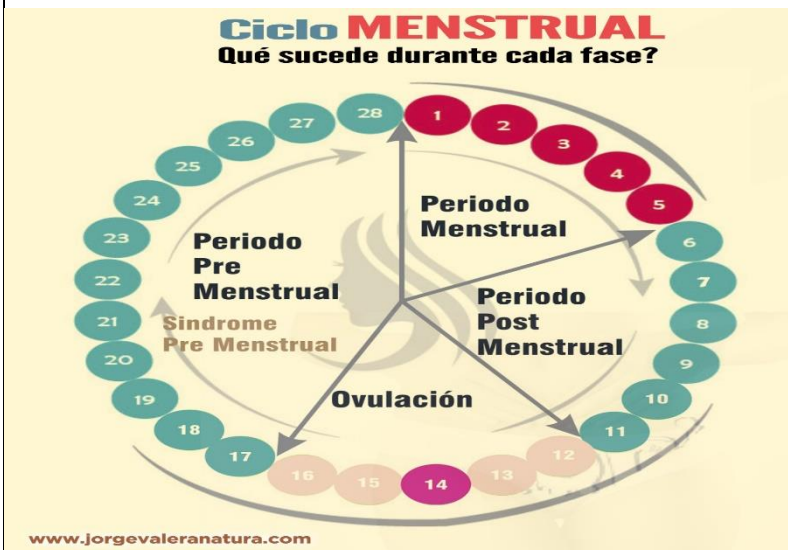 Ciclo MENSTRUAL
Qué sucede durante cada fase?
1
2
3
4
5
6
7
8
9
10
11
12
13
14
15
16
17
18
19
20
21
22
23
24
25
26
27
28
Periodo
Menstrual
Periodo
Post
Menstrual
Ovulación
Periodo
Pre
Menstrual
Sindrome
Pre Menstrual
www.jorgevaleranatura.com